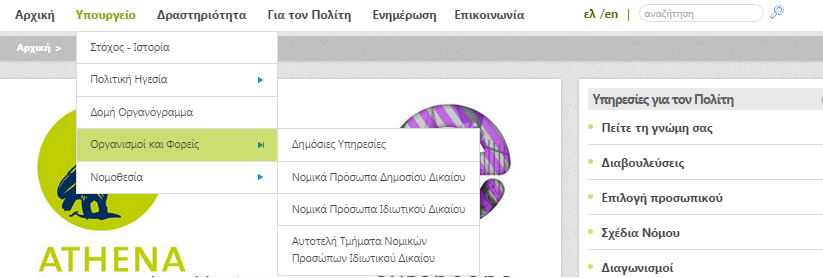 Αρχική Υπουργείο Δραστηριότητα Για τον Πολίτη Ενημέρωση Επικοινωνία ελ /en | αναζήτηση
Αρχική >
Στόχος - Ιστορία
Πολιτική Ηγεσία
Δομή Οργανόγραμμα
Οργανισμοί και Φορείς
Νομοθεσία
Δημόσιες Υπηρεσίες
Νομικά Πρόσωπα Δημοσίου Δικαίου
Νομικά Πρόσωπα Ιδιωτικού Δικαίου
Αυτοτελή Τμήματα Νομικών
Προσώπων Ιδιωτικού Δικαίου
ATHENA
Υπηρεσίες για τον Πολίτη
Πείτε τη γνώμη σας
Διαβουλεύσεις
Επιλογή προσωπικού
Σχέδια Νόμου
Διαγωνισμοί